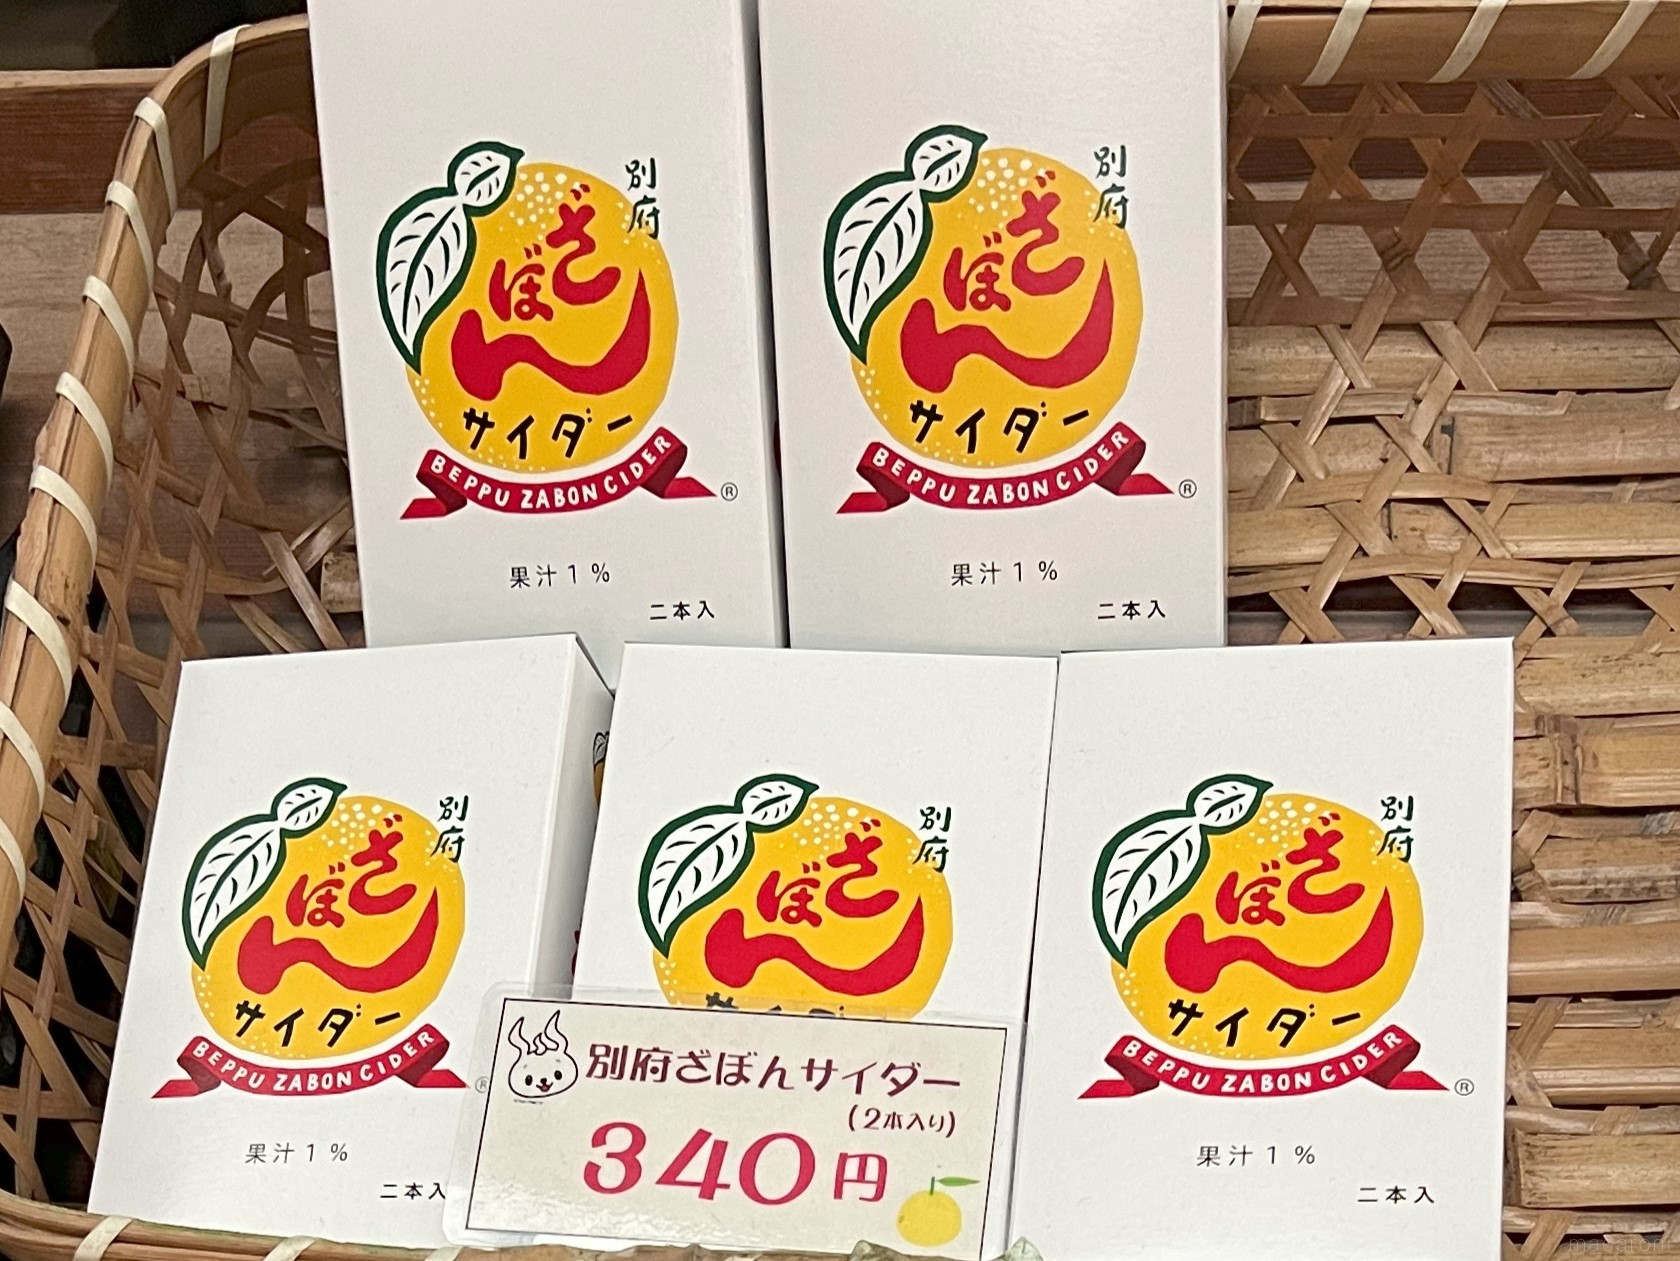 別府
ざぼん
サイダー
BEPPU ZABON CIDER
®
果汁1%
二本入
別府
ざぼん
サイダー
BEPPU ZABON CIDER
®
果汁1%
二本入
別府
ざぼん
サイダー
BEPPU ZABON CIDER
®
果汁1%
二本入
別府
ざぼん
別府
ざぼん
サイダー
BEPPU ZABON CIDER
®
果汁1%
二本入
別府ざぼんサイダー
(2本入り)
340円
macaroni